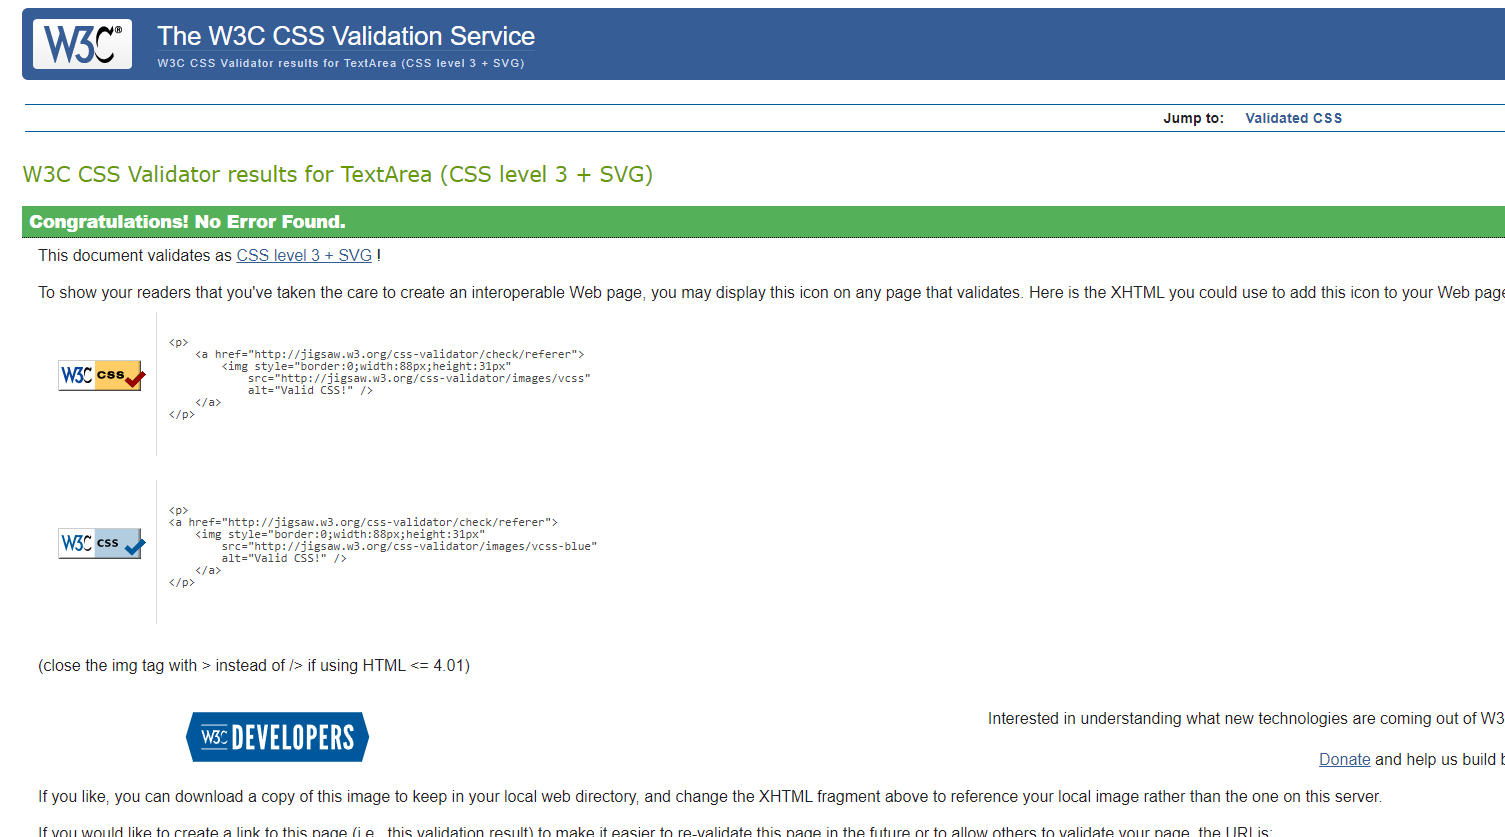 W3C®
The W3C CSS Validation Service
W3C CSS Validator results for TextArea (CSS level 3 + SVG)
Jump to: Validated CSS
W3C CSS Validator results for TextArea (CSS level 3 + SVG)
Congratulations! No Error Found.
This document validates as CSS level 3 + SVG !
To show your readers that you've taken the care to create an interoperable Web page, you may display this icon on any page that validates. Here is the XHTML you could use to add this icon to your Web page
W3C css
<p>
    <a href="http://jigsaw.w3.org/css-validator/check/referer">
        <img style="border:0;width:88px;height:31px"
            src="http://jigsaw.w3.org/css-validator/images/vcss"
            alt="Valid CSS!" />
    </a>
</p>
W3C css
<p>
<a href="http://jigsaw.w3.org/css-validator/check/referer">
    <img style="border:0;width:88px;height:31px"
        src="http://jigsaw.w3.org/css-validator/images/vcss-blue"
        alt="Valid CSS!" />
    </a>
</p>
(close the img tag with > instead of /> if using HTML <= 4.01)
W3C DEVELOPERS
Interested in understanding what new technologies are coming out of W3
Donate and help us build
If you like, you can download a copy of this image to keep in your local web directory, and change the XHTML fragment above to reference your local image rather than the one on this server.
If you would like to create a link to this page (i.e., this validation result) to make it easier to re-validate this page in the future or to allow others to validate your page, the URI is: